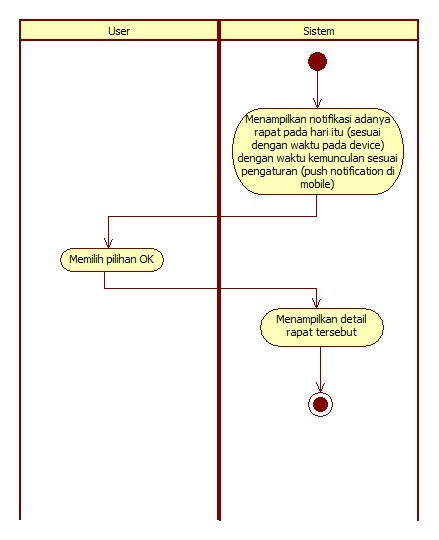 User
Sistem
Menampilkan notifikasi adanya
rapat pada hari itu (sesuai
dengan waktu pada device)
dengan waktu kemunculan sesuai
pengaturan (push notification di
mobile)
Memilih pilihan OK
Menampilkan detail
rapat tersebut